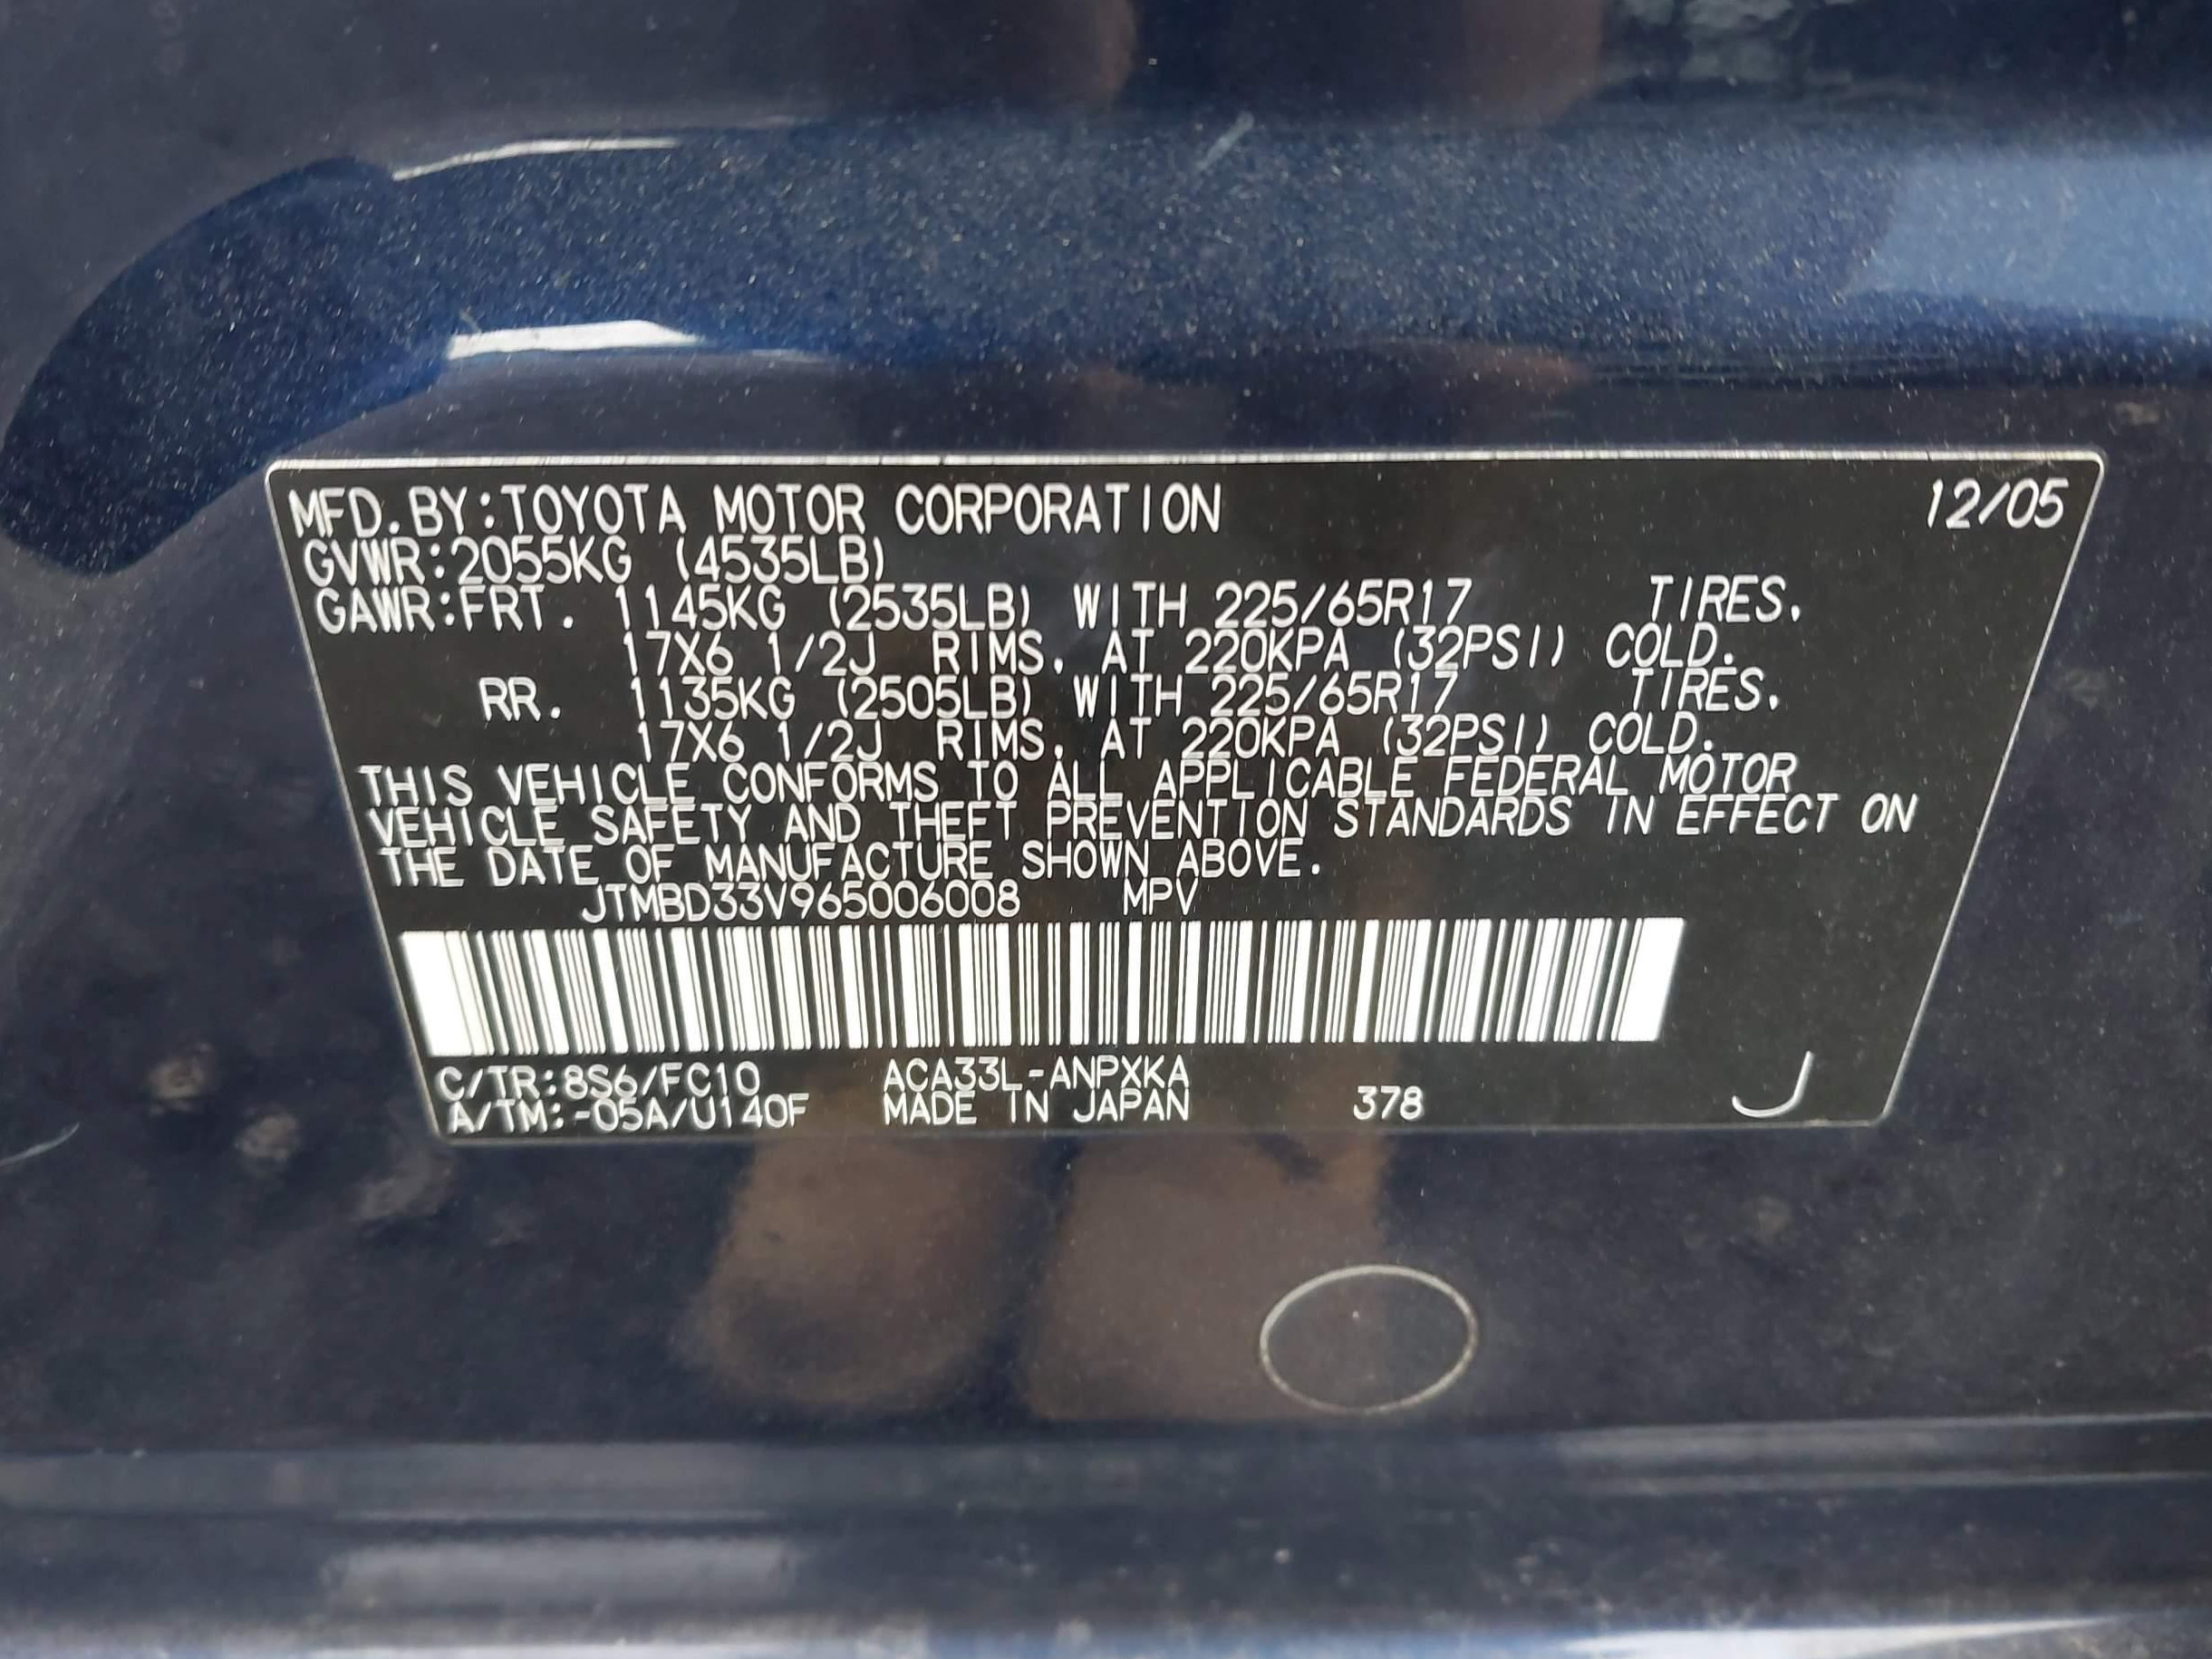 MFD.BY:TOYOTA MOTOR CORPORATION 12/05
GVWR:2055KG (4535LB)
GAWR:FRT. 1145KG (2535LB) WITH 225/65R17 TIRES,
17X6 1/2J RIMS, AT 220KPA (32PSI) COLD.
RR. 1135KG (2505LB) WITH 225/65R17 TIRES,
17X6 1/2J RIMS, AT 220KPA (32PSI) COLD.
THIS VEHICLE CONFORMS TO ALL APPLICABLE FEDERAL MOTOR
VEHICLE SAFETY AND THEFT PREVENTION STANDARDS IN EFFECT ON
THE DATE OF MANUFACTURE SHOWN ABOVE.
JTMBD33V965006008 MPV
C/TR:8S6/FC10 ACA33L-ANPXKA
A/TM:-05A/U140F MADE IN JAPAN 378 J